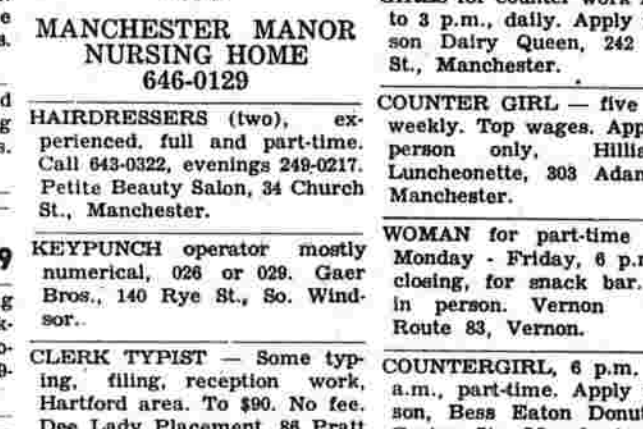 MANCHESTER MANOR
NURSING HOME
646-0129
HAIRDRESSERS (two), ex-
perienced, full and part-time.
Call 643-0322, evenings 249-0217.
Petite Beauty Salon, 34 Church
St., Manchester.
KEYPUNCH operator mostly
numerical, 026 or 029. Gaer
Bros., 140 Rye St., So. Wind-
sor..
CLERK TYPIST — Some typ-
ing, filing, reception work,
Hartford area. To $90. No fee.
Dee Lady Placement, 86 Pratt
to 3 p.m., daily. Apply
son Dairy Queen, 242
St., Manchester.
COUNTER GIRL — five
weekly. Top wages.
person only,
Luncheonette, 303
Manchester.
WOMAN for part-time
Monday - Friday, 6
closing, for snack bar.
in person. Vernon
Route 83, Vernon.
COUNTERGIRL, 6 p.m.
a.m., part-time. Apply
son, Bess Eaton